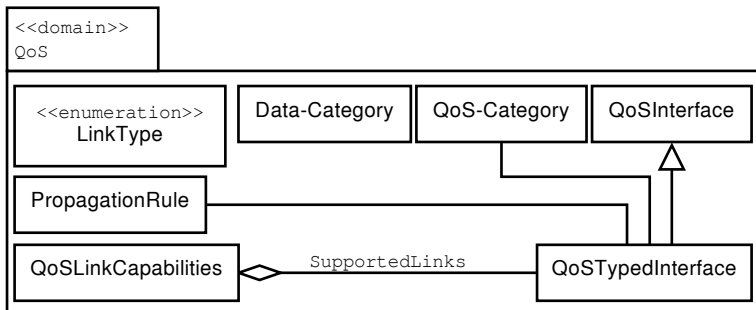 <<domain>>
QoS
<<enumeration>>
LinkType
Data-Category
QoS-Category
QoSInterface
PropagationRule
QoSLinkCapabilities
SupportedLinks
QoSTypedInterface